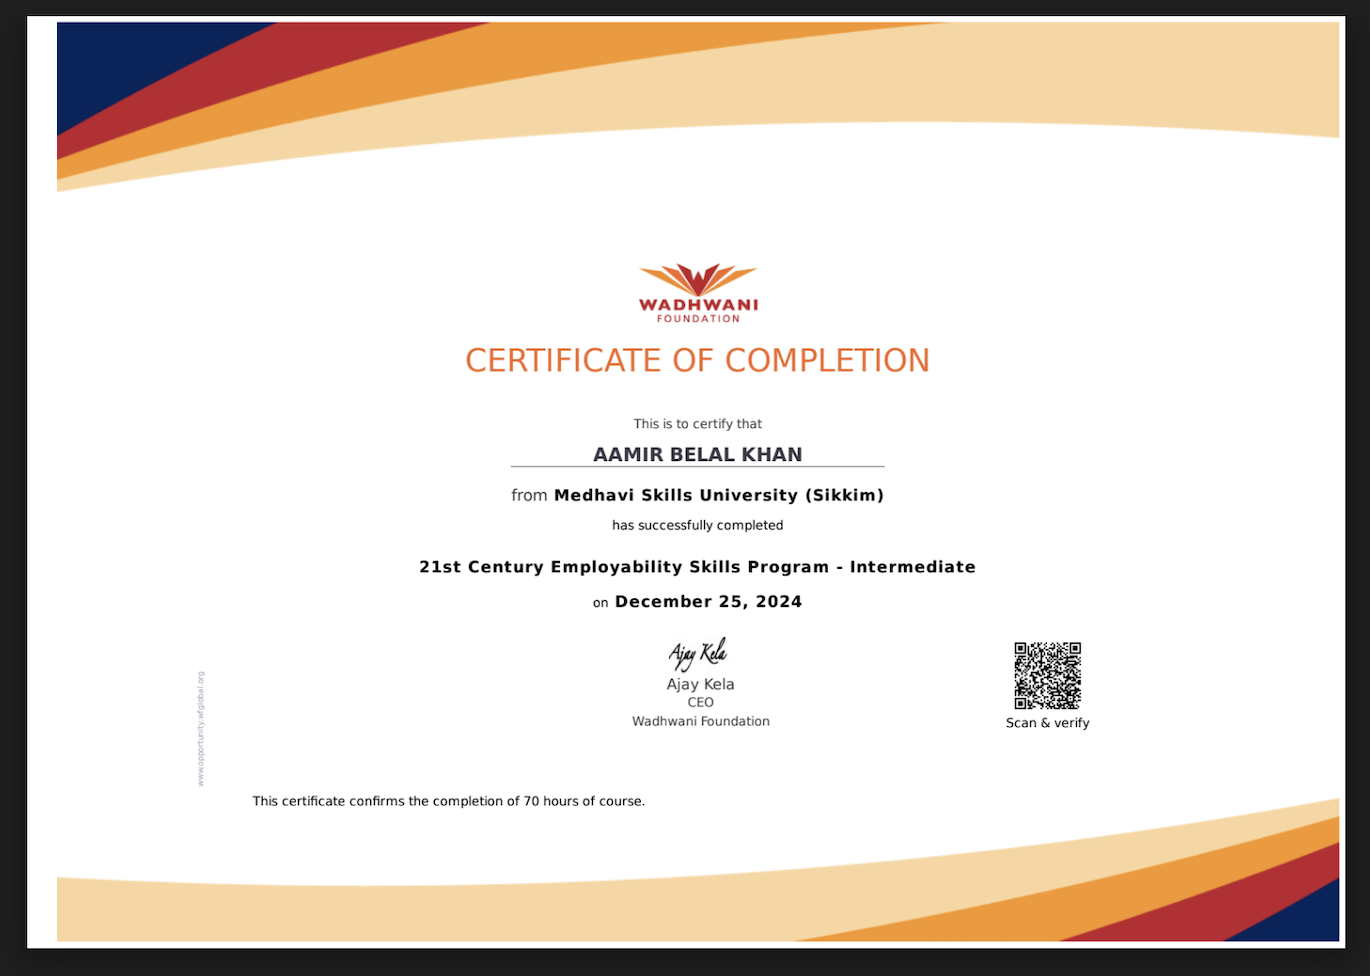 WADHWANI
FOUNDATION
CERTIFICATE OF COMPLETION
This is to certify that
AAMIR BELAL KHAN
from Medhavi Skills University (Sikkim)
has successfully completed
21st Century Employability Skills Program - Intermediate
on December 25, 2024
Ajay Kela
Ajay Kela
CEO
Wadhwani Foundation
Scan & verify
www.opportunity.wfglobal.org
This certificate confirms the completion of 70 hours of course.